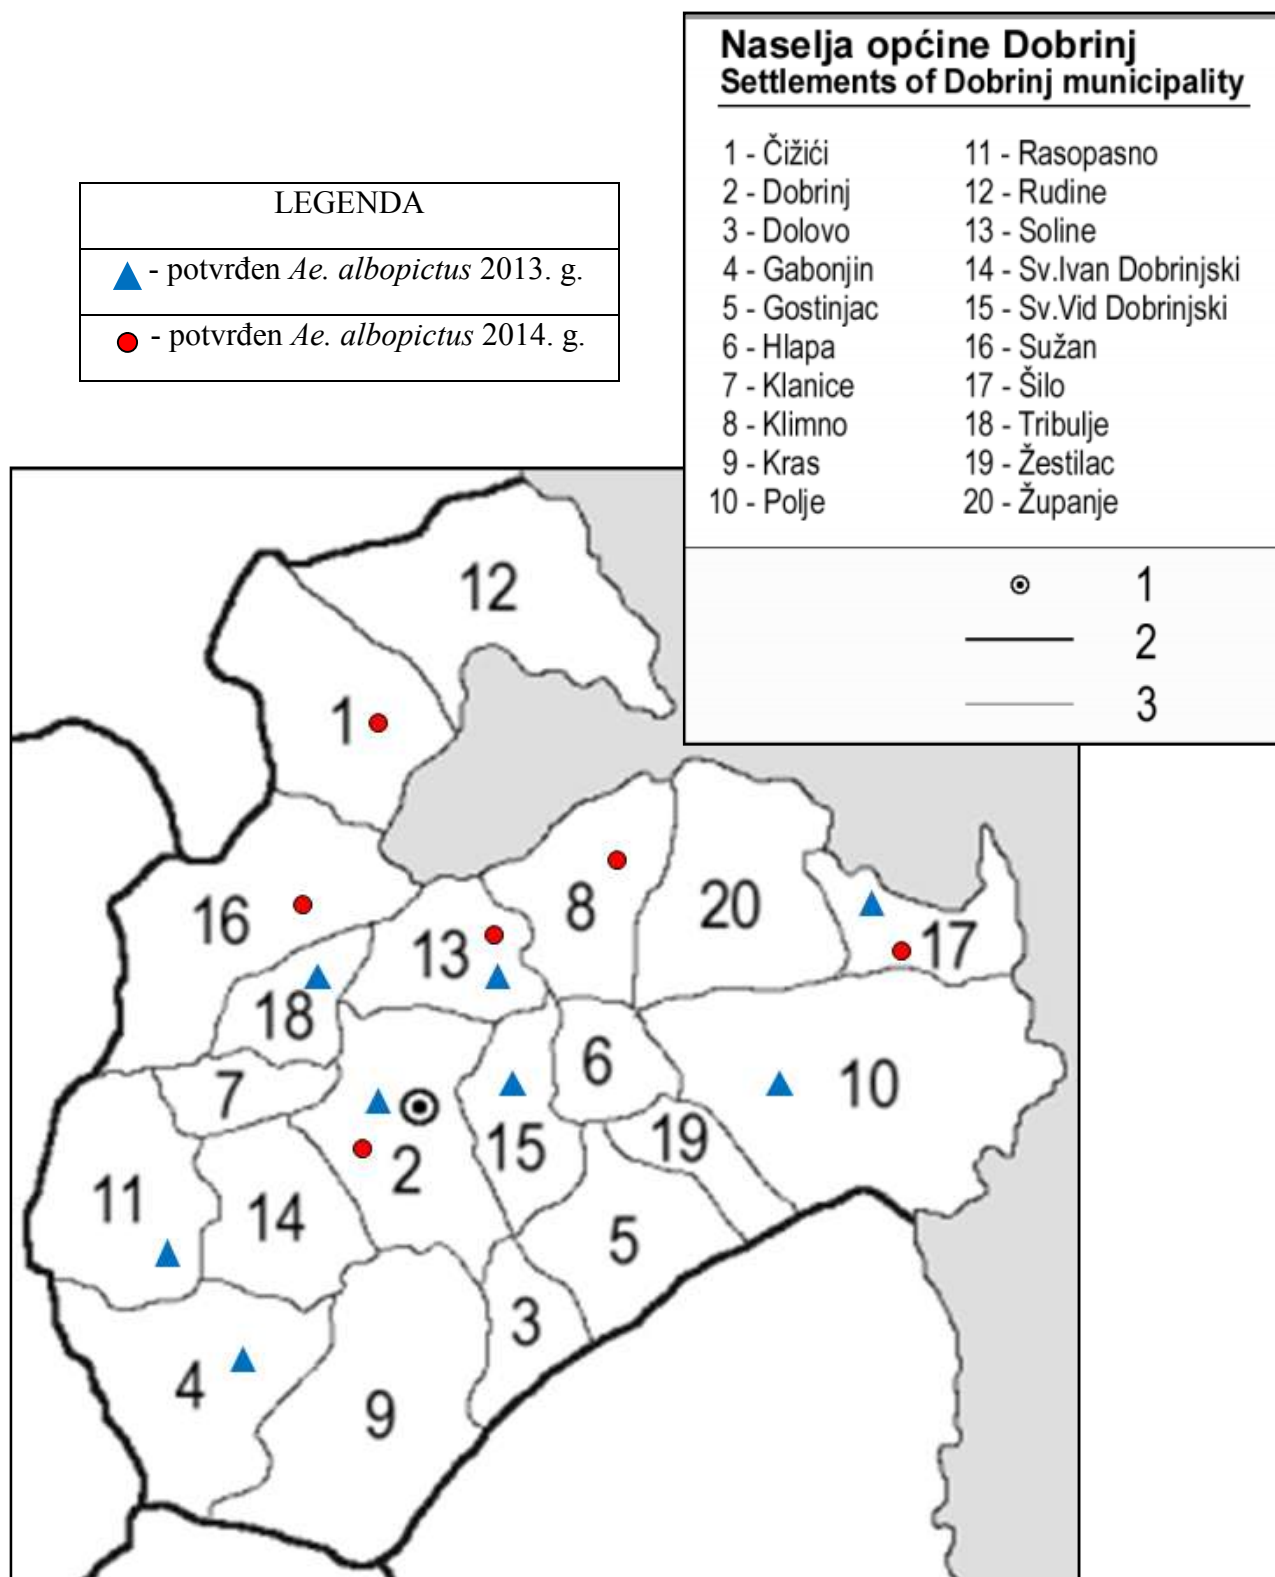 Naselja općine Dobrinj
Settlements of Dobrinj municipality
1 - Čižići
2 - Dobrinj
3 - Dolovo
4 - Gabonjin
5 - Gostinjac
6 - Hlapa
7 - Klanice
8 - Klimno
9 - Kras
10 - Polje
11 - Rasopasno
12 - Rudine
13 - Soline
14 - Sv.Ivan Dobrinjski
15 - Sv.Vid Dobrinjski
16 - Sužan
17 - Šilo
18 - Tribulje
19 - Žestilac
20 - Županje
1
2
3
LEGENDA
- potvrđen Ae. albopictus 2013. g.
- potvrđen Ae. albopictus 2014. g.
12
1
16
8
20
13
17
18
6
7
10
15
19
2
11
14
5
3
4
9